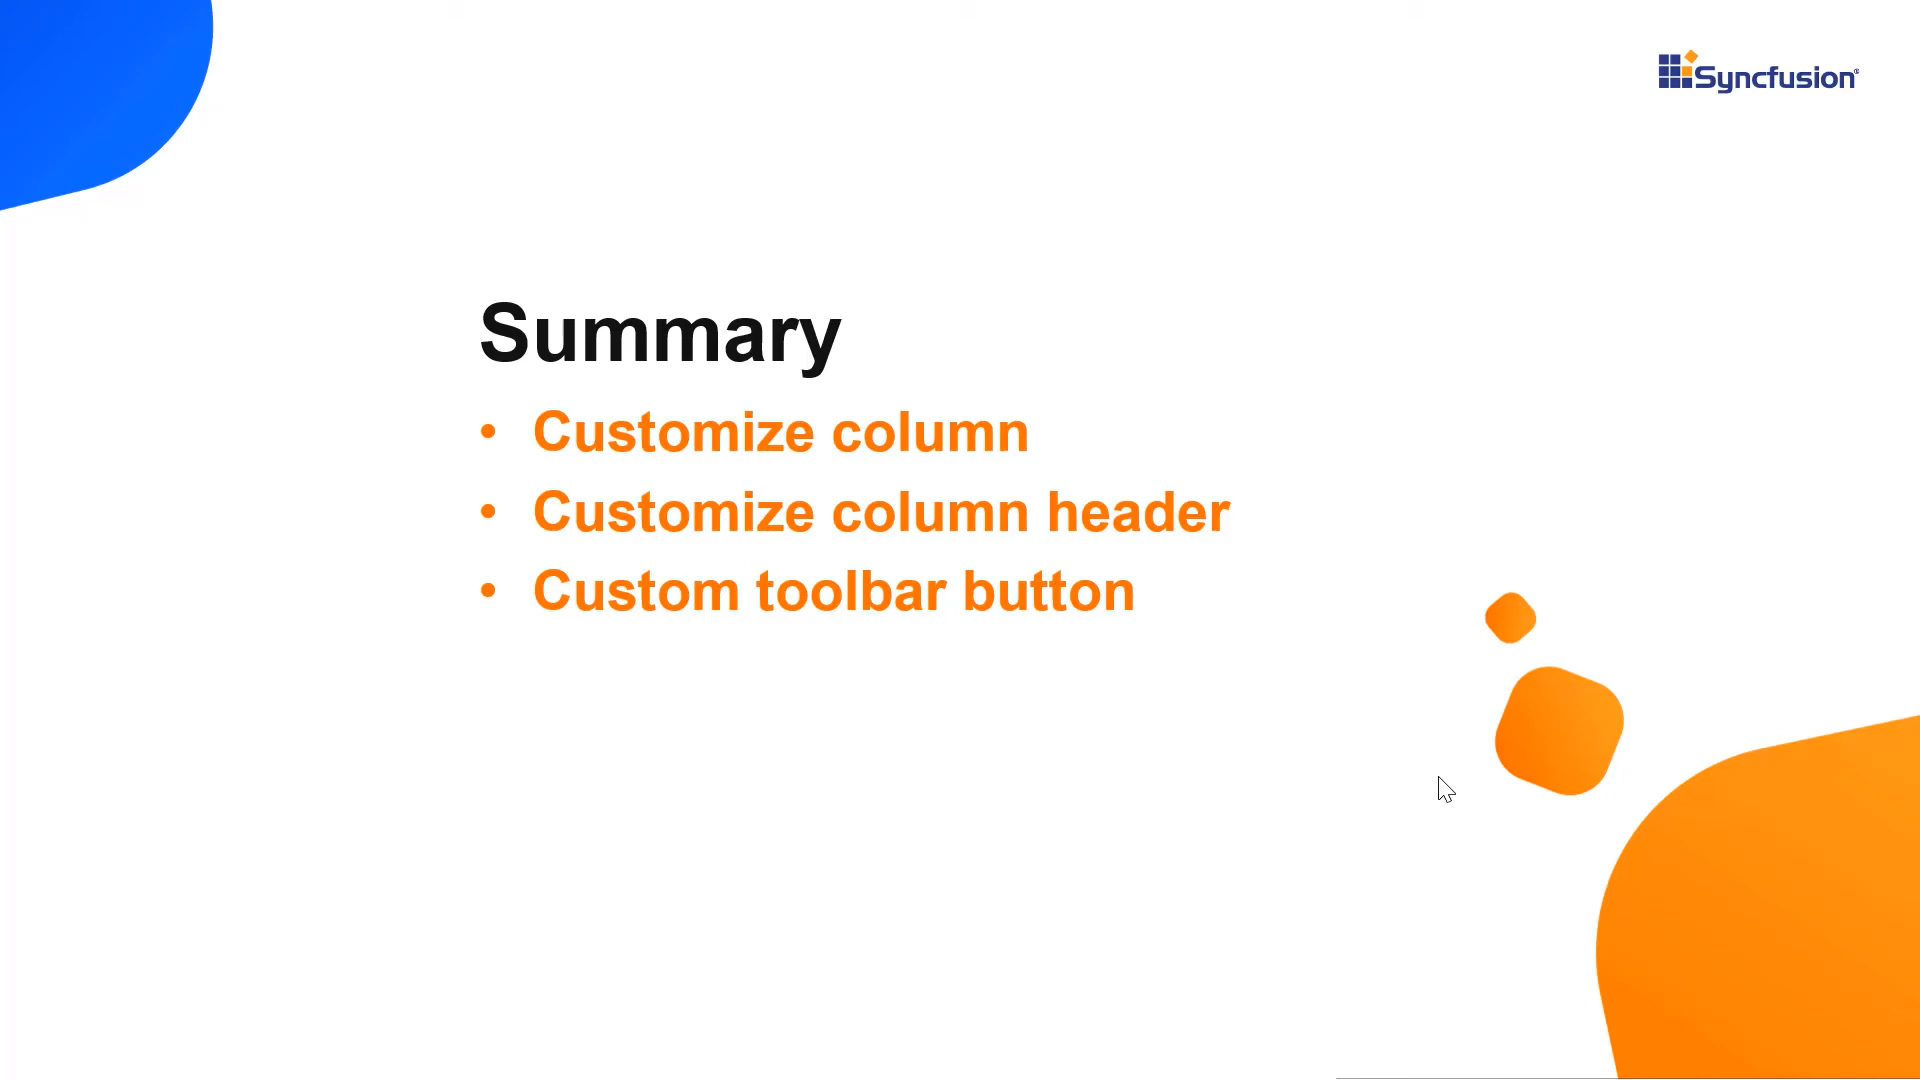 Syncfusion®
Summary
• Customize column
• Customize column header
• Custom toolbar button